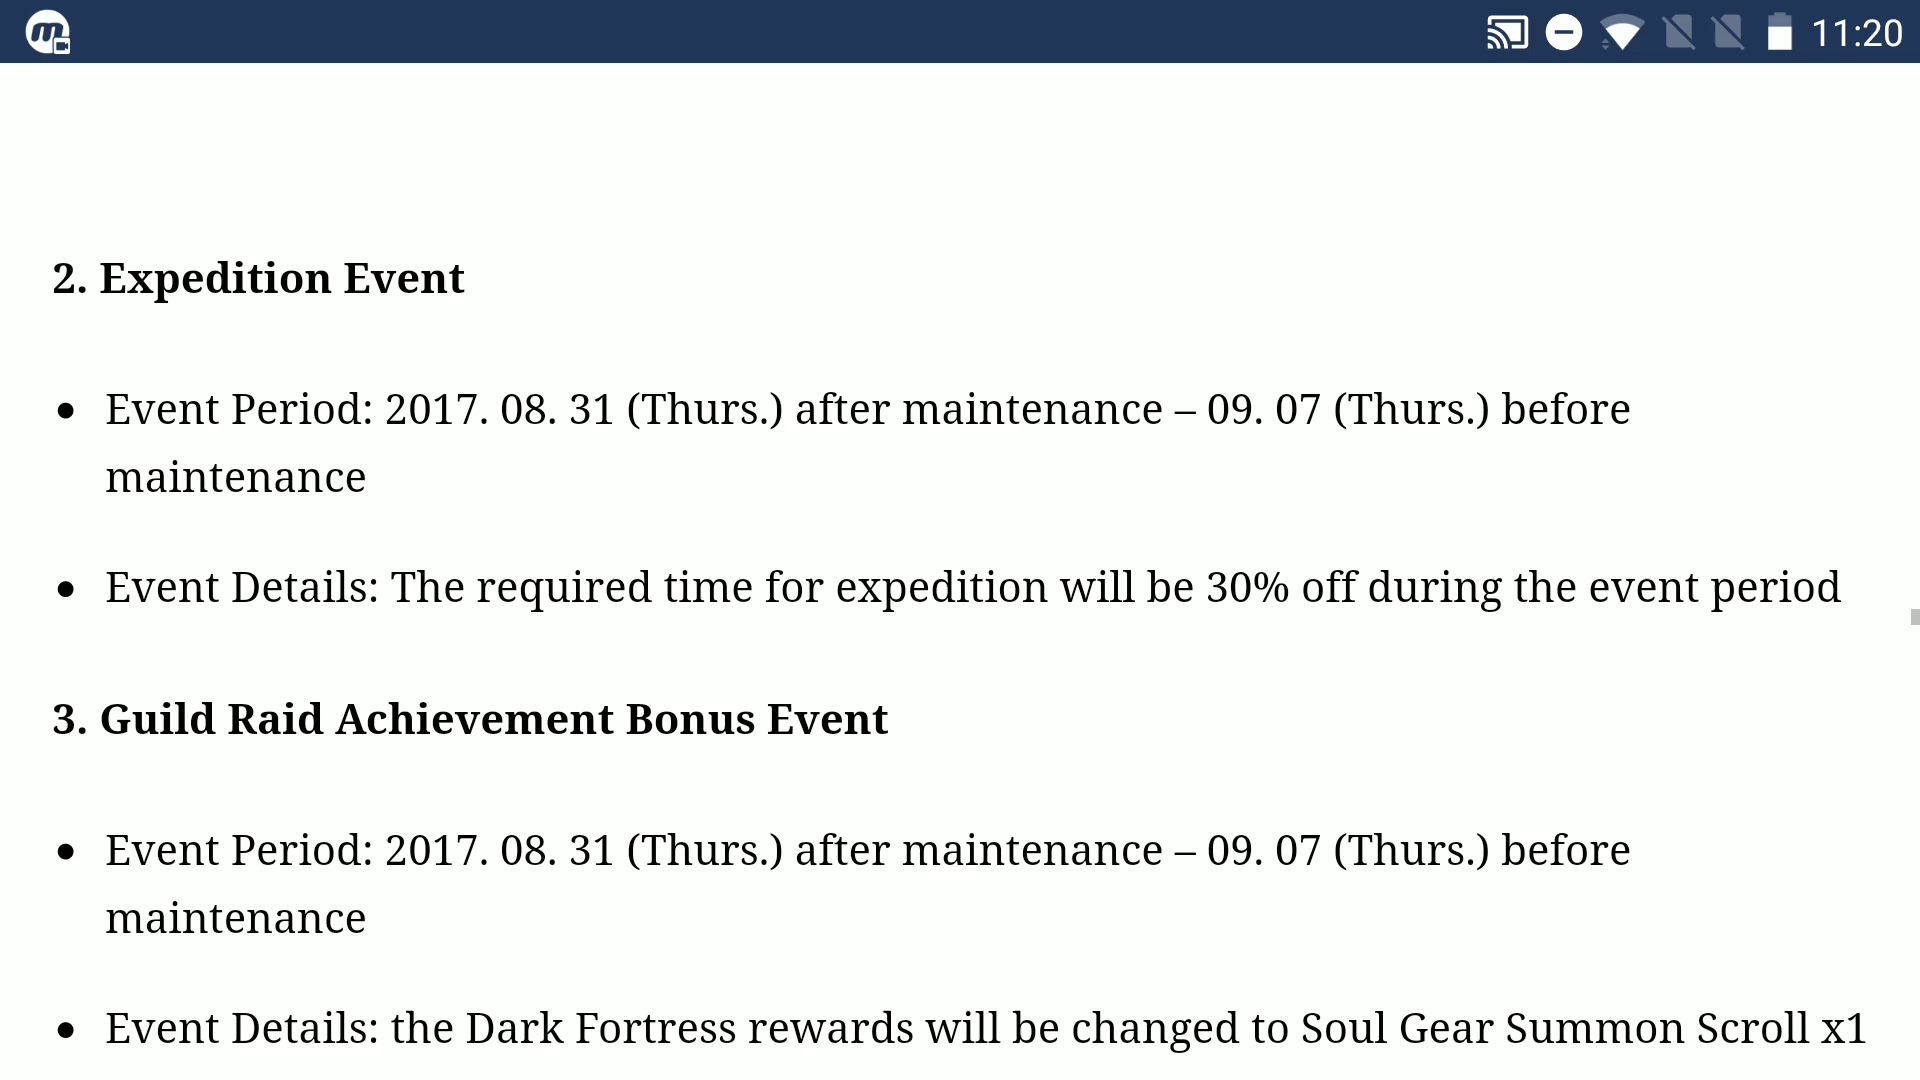 11:20
2. Expedition Event
• Event Period: 2017. 08. 31 (Thurs.) after maintenance – 09. 07 (Thurs.) before
maintenance
• Event Details: The required time for expedition will be 30% off during the event period
3. Guild Raid Achievement Bonus Event
• Event Period: 2017. 08. 31 (Thurs.) after maintenance – 09. 07 (Thurs.) before
maintenance
• Event Details: the Dark Fortress rewards will be changed to Soul Gear Summon Scroll x1